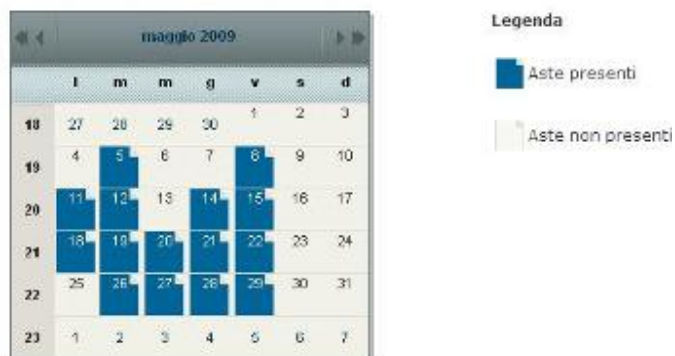 maggio 2009
l m m g v s d
18 27 28 29 30 1 2 3
19 4 5 6 7 8 9 10
20 11 12 13 14 15 16 17
21 18 19 20 21 22 23 24
22 25 26 27 28 29 30 31
23 1 2 3 4 5 6 7
Legenda
Aste presenti
Aste non presenti